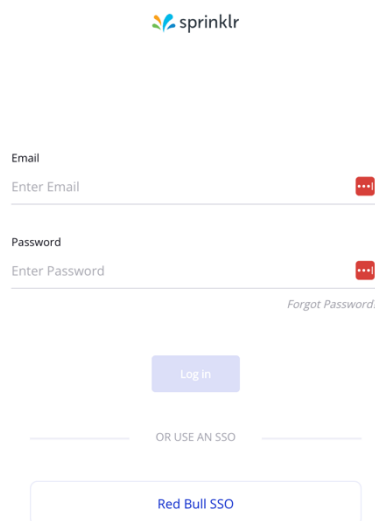 sprinklr
Email
Enter Email
Password
Enter Password
Forgot Password?
Log in
OR USE AN SSO
Red Bull SSO